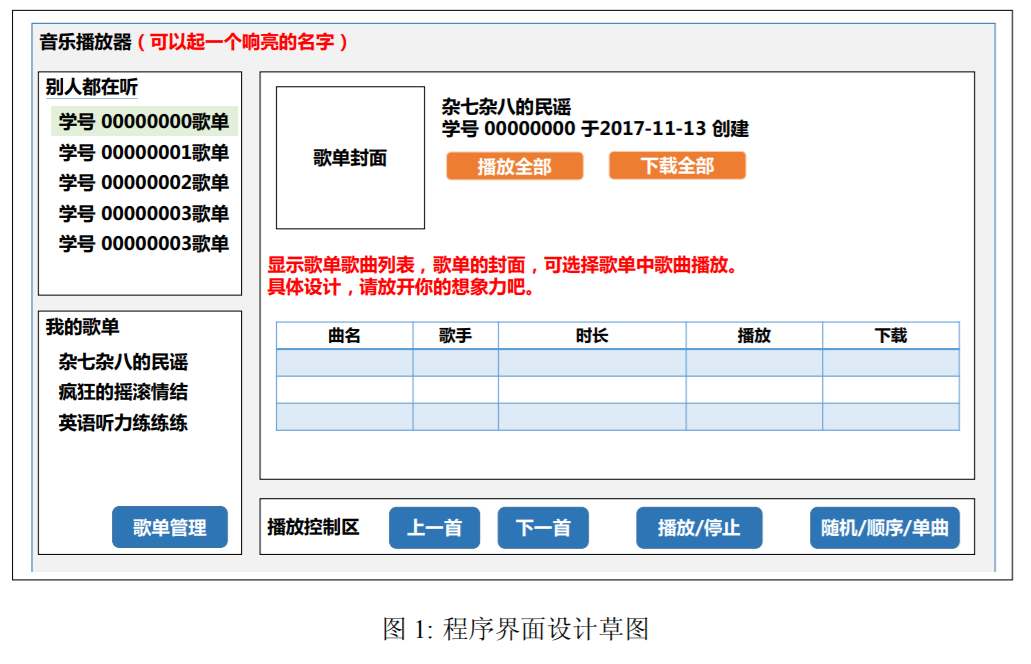 音乐播放器（可以起一个响亮的名字）
别人都在听
学号 00000000歌单
学号 00000001歌单
学号 00000002歌单
学号 00000003歌单
学号 00000003歌单
我的歌单
杂七杂八的民谣
疯狂的摇滚情结
英语听力练练练
歌单管理
歌单封面
杂七杂八的民谣
学号 00000000 于2017-11-13 创建
播放全部 下载全部
显示歌单歌曲列表，歌单的封面，可选择歌单中歌曲播放。
具体设计，请放开你的想象力吧。
曲名 歌手 时长 播放 下载
播放控制区 上一首 下一首 播放/停止 随机/顺序/单曲
图 1: 程序界面设计草图